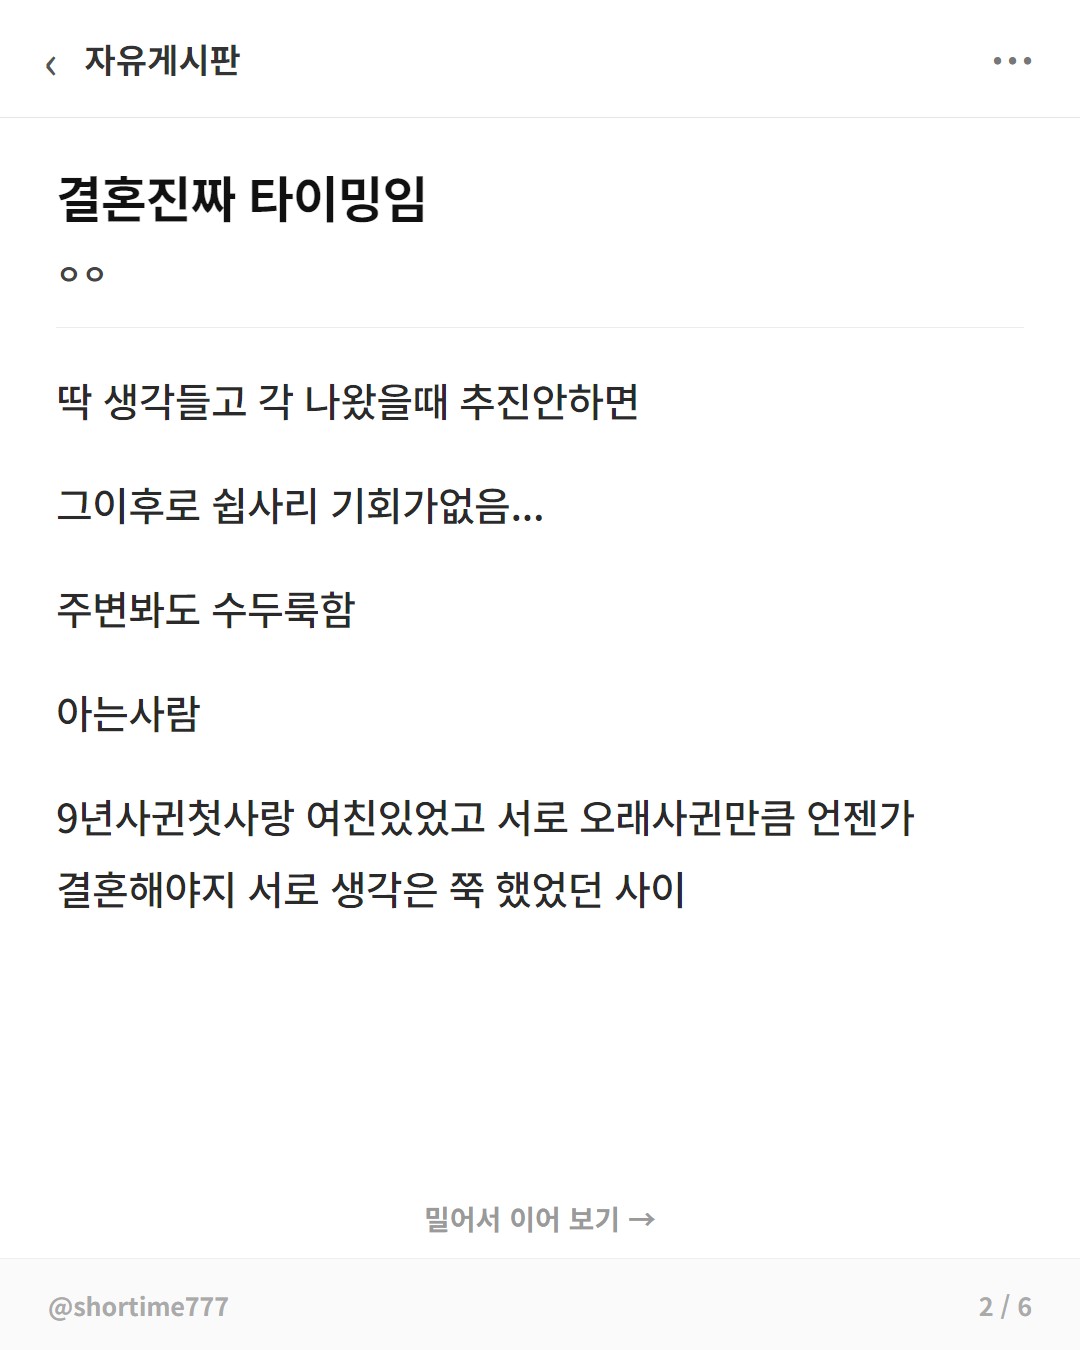 ‹ 자유게시판 •••
결혼진짜 타이밍임
ㅇㅇ
딱 생각들고 각 나왔을때 추진안하면
그이후로 쉽사리 기회가없음...
주변봐도 수두룩함
아는사람
9년사귄첫사랑 여친있었고 서로 오래사귄만큼 언젠가
결혼해야지 서로 생각은 쭉 했었던 사이
밀어서 이어 보기 →
@shortime777 2 / 6